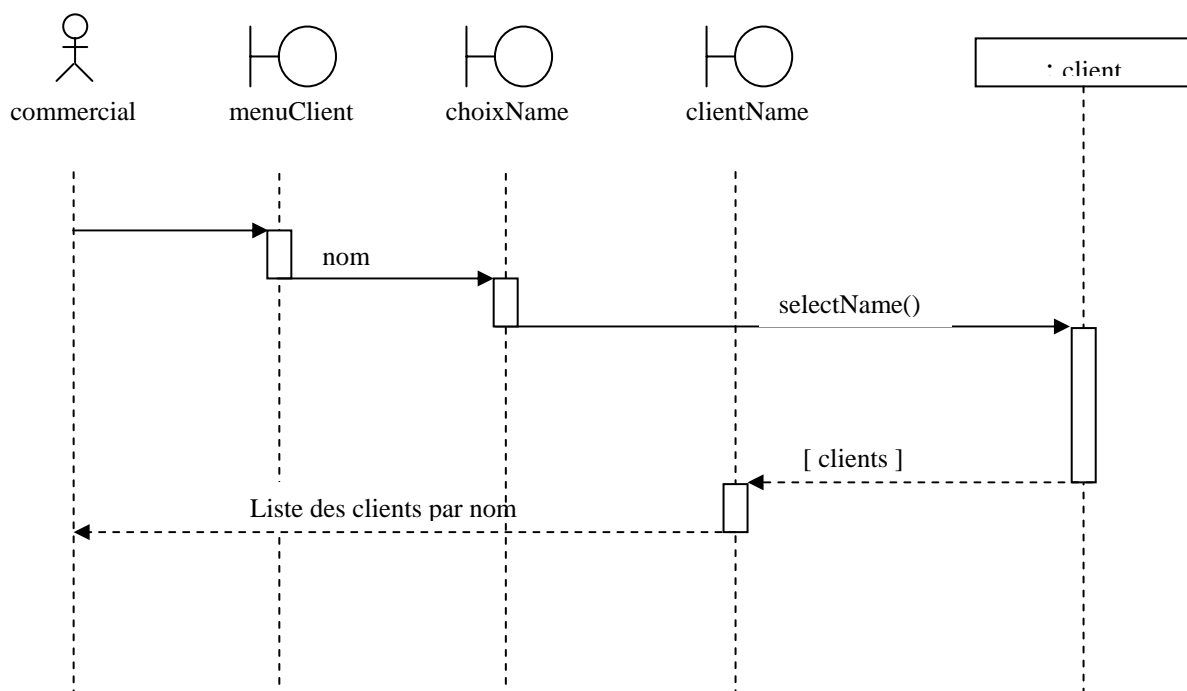 : client
commercial
menuClient
choixName
clientName
nom
selectName()
[ clients ]
Liste des clients par nom